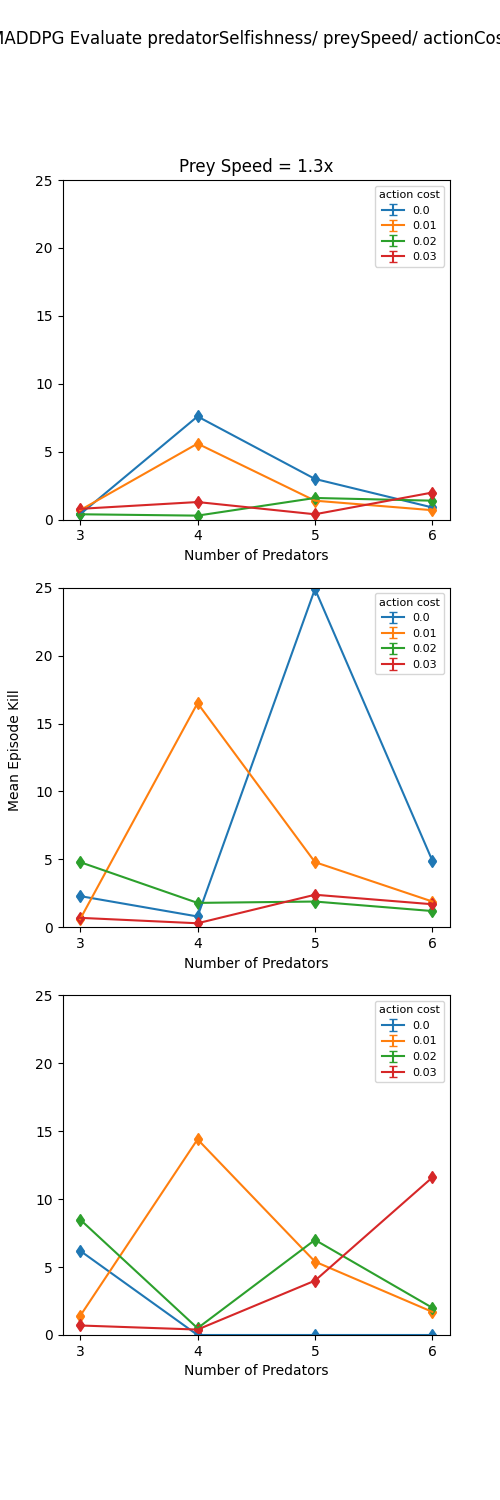 MADDPG Evaluate predatorSelfishness/ preySpeed/ actionCos
Prey Speed = 1.3x
25
20
15
10
5
0
action cost
0.0
0.01
0.02
0.03
3 4 5 6
Number of Predators
Mean Episode Kill
25
20
15
10
5
0
action cost
0.0
0.01
0.02
0.03
3 4 5 6
Number of Predators
25
20
15
10
5
0
action cost
0.0
0.01
0.02
0.03
3 4 5 6
Number of Predators